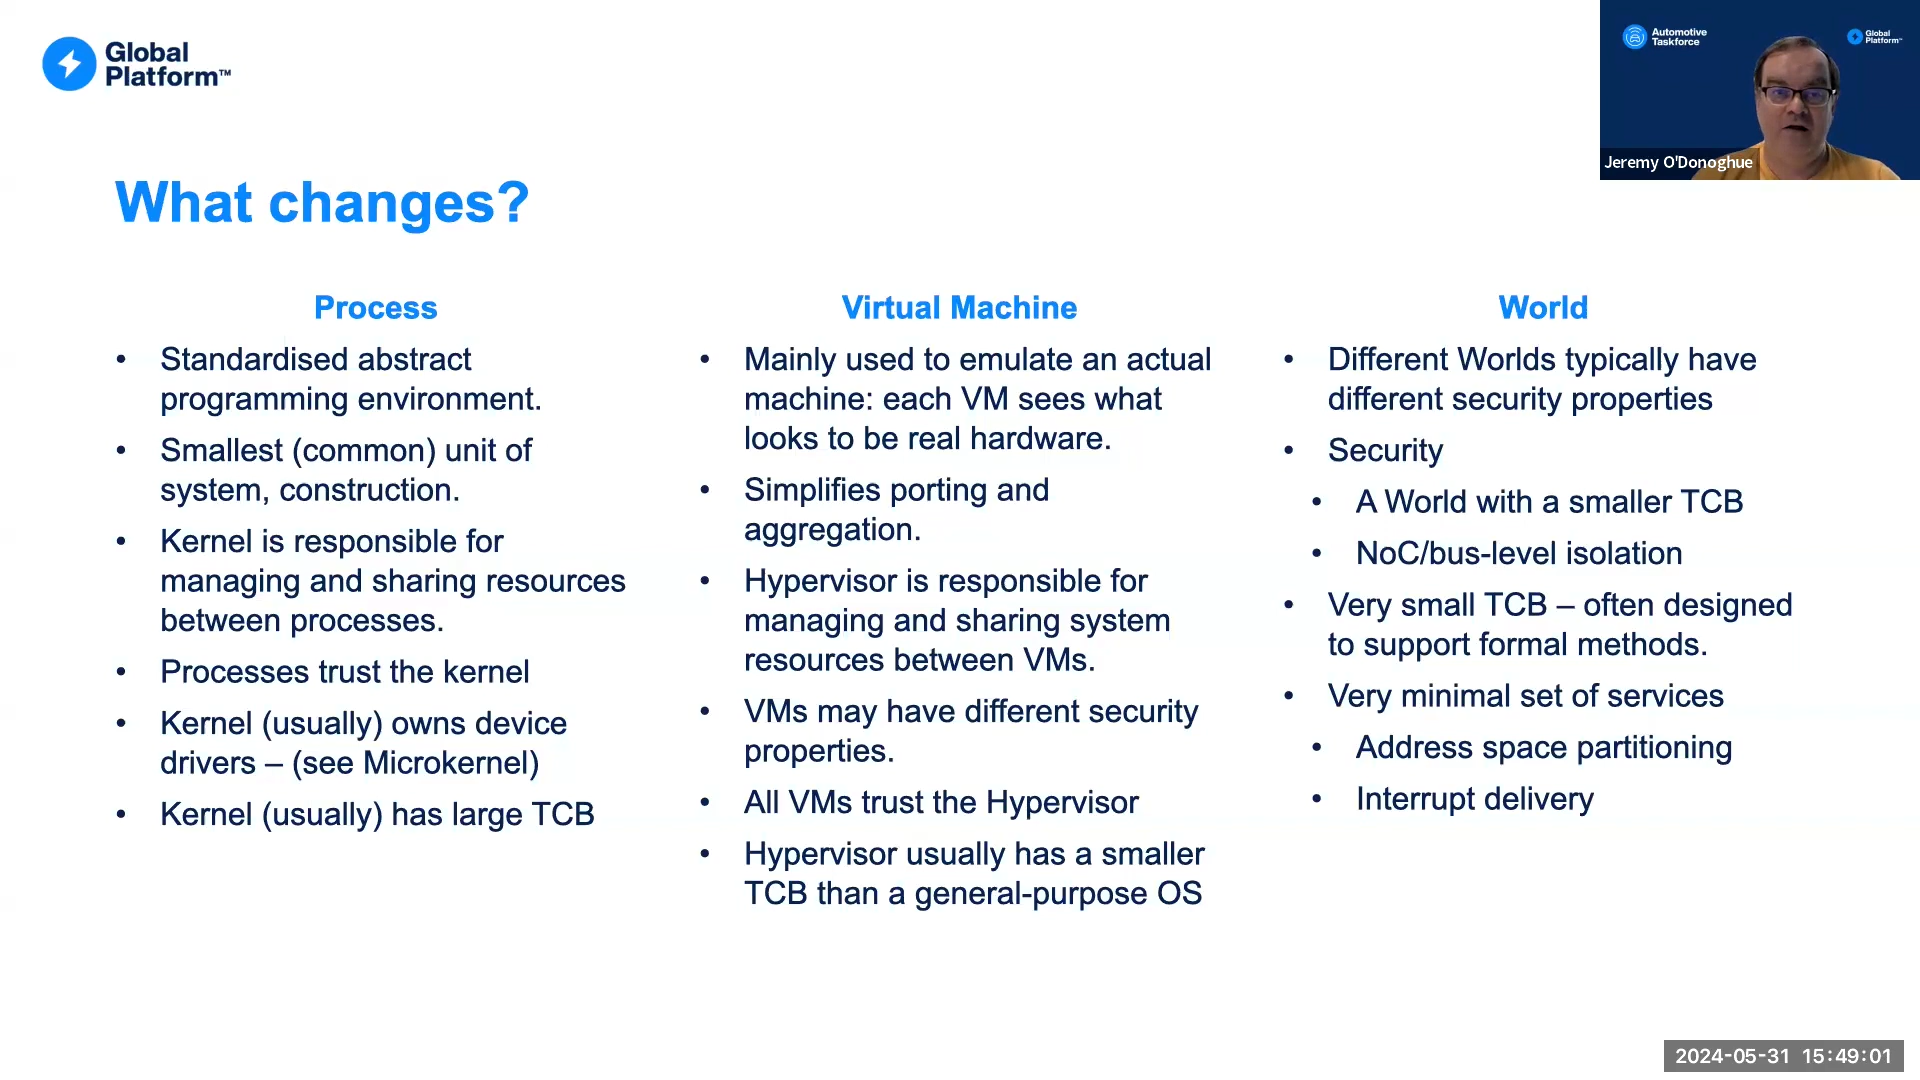 Global
Platform™
Automotive
Taskforce
Global
Platform™
Jeremy O'Donoghue
What changes?
Process
• Standardised abstract
programming environment.
• Smallest (common) unit of
system, construction.
• Kernel is responsible for
managing and sharing resources
between processes.
• Processes trust the kernel
• Kernel (usually) owns device
drivers – (see Microkernel)
• Kernel (usually) has large TCB
Virtual Machine
• Mainly used to emulate an actual
machine: each VM sees what
looks to be real hardware.
• Simplifies porting and
aggregation.
• Hypervisor is responsible for
managing and sharing system
resources between VMs.
• VMs may have different security
properties.
• All VMs trust the Hypervisor
• Hypervisor usually has a smaller
TCB than a general-purpose OS
World
• Different Worlds typically have
different security properties
• Security
• A World with a smaller TCB
• NoC/bus-level isolation
• Very small TCB – often designed
to support formal methods.
• Very minimal set of services
• Address space partitioning
• Interrupt delivery
2024-05-31 15:49:01